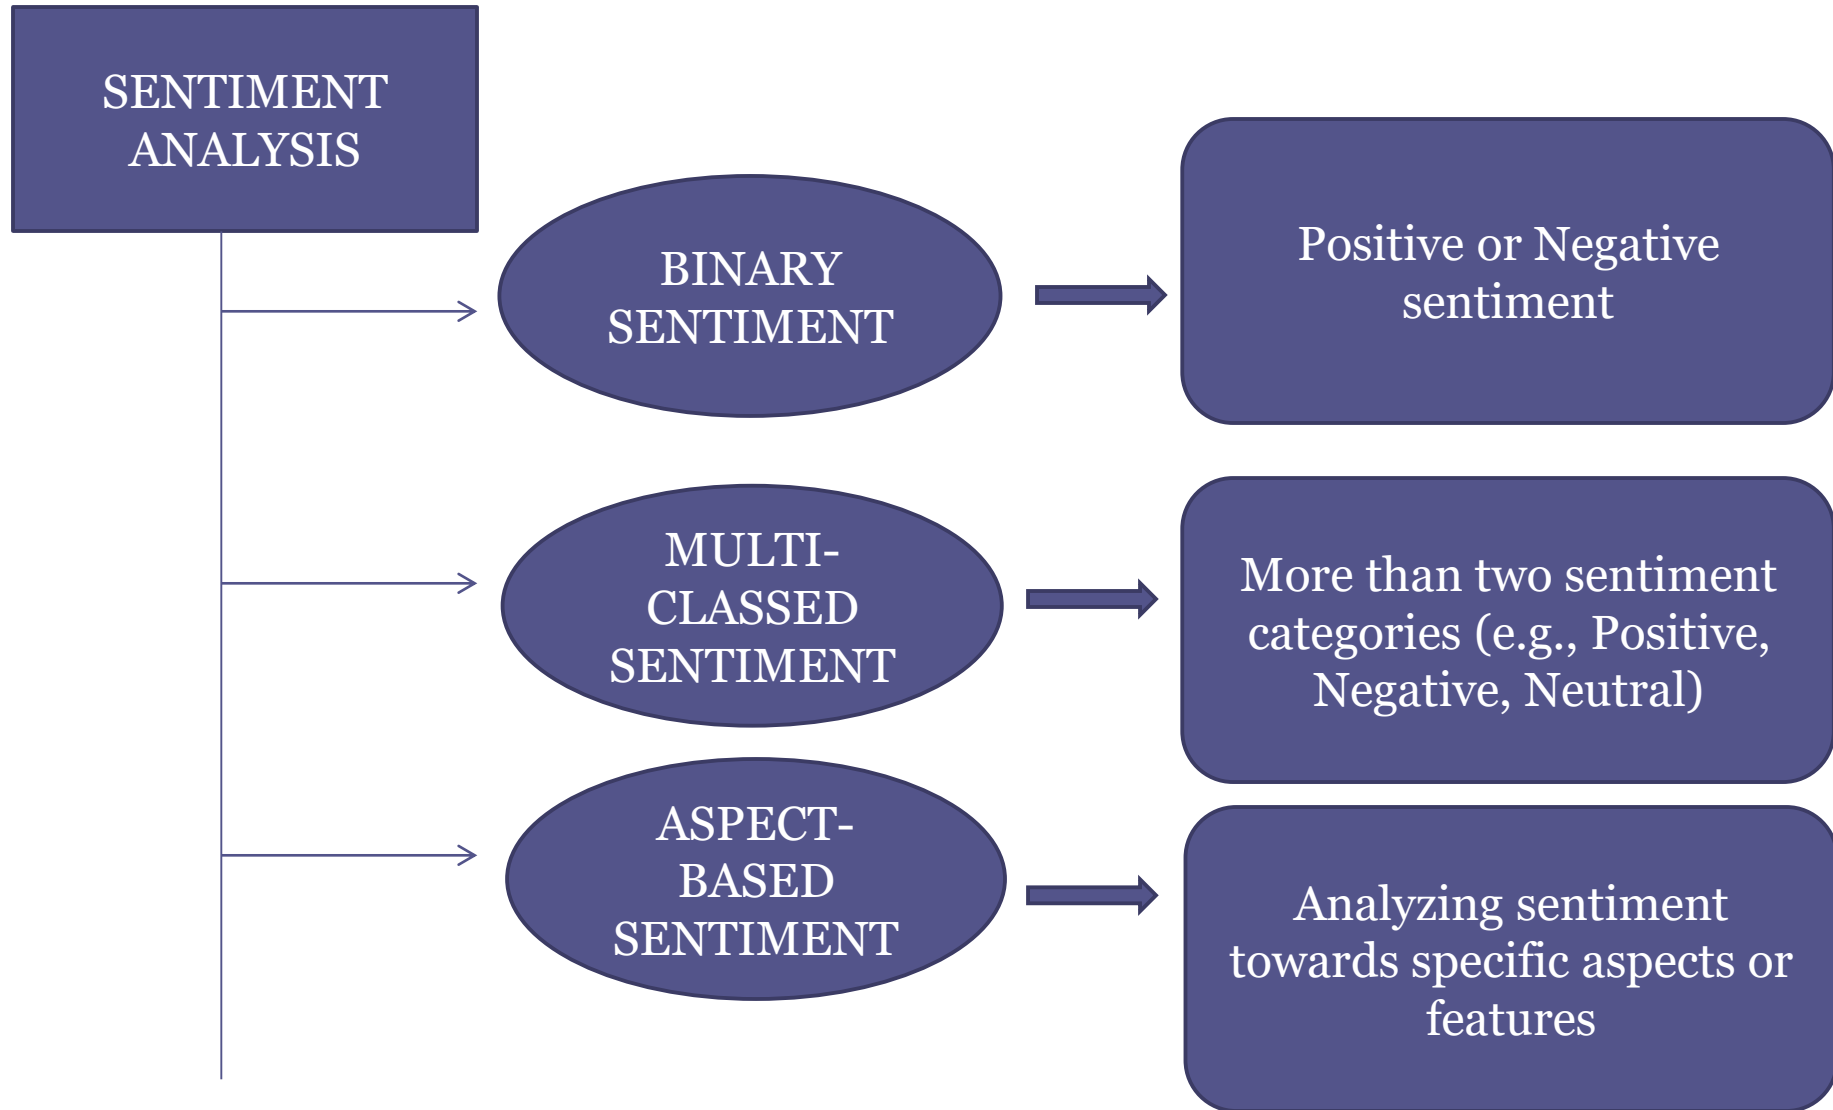 SENTIMENT
ANALYSIS
BINARY
SENTIMENT
Positive or Negative
sentiment
MULTI-
CLASSED
SENTIMENT
More than two sentiment
categories (e.g., Positive,
Negative, Neutral)
ASPECT-
BASED
SENTIMENT
Analyzing sentiment
towards specific aspects or
features